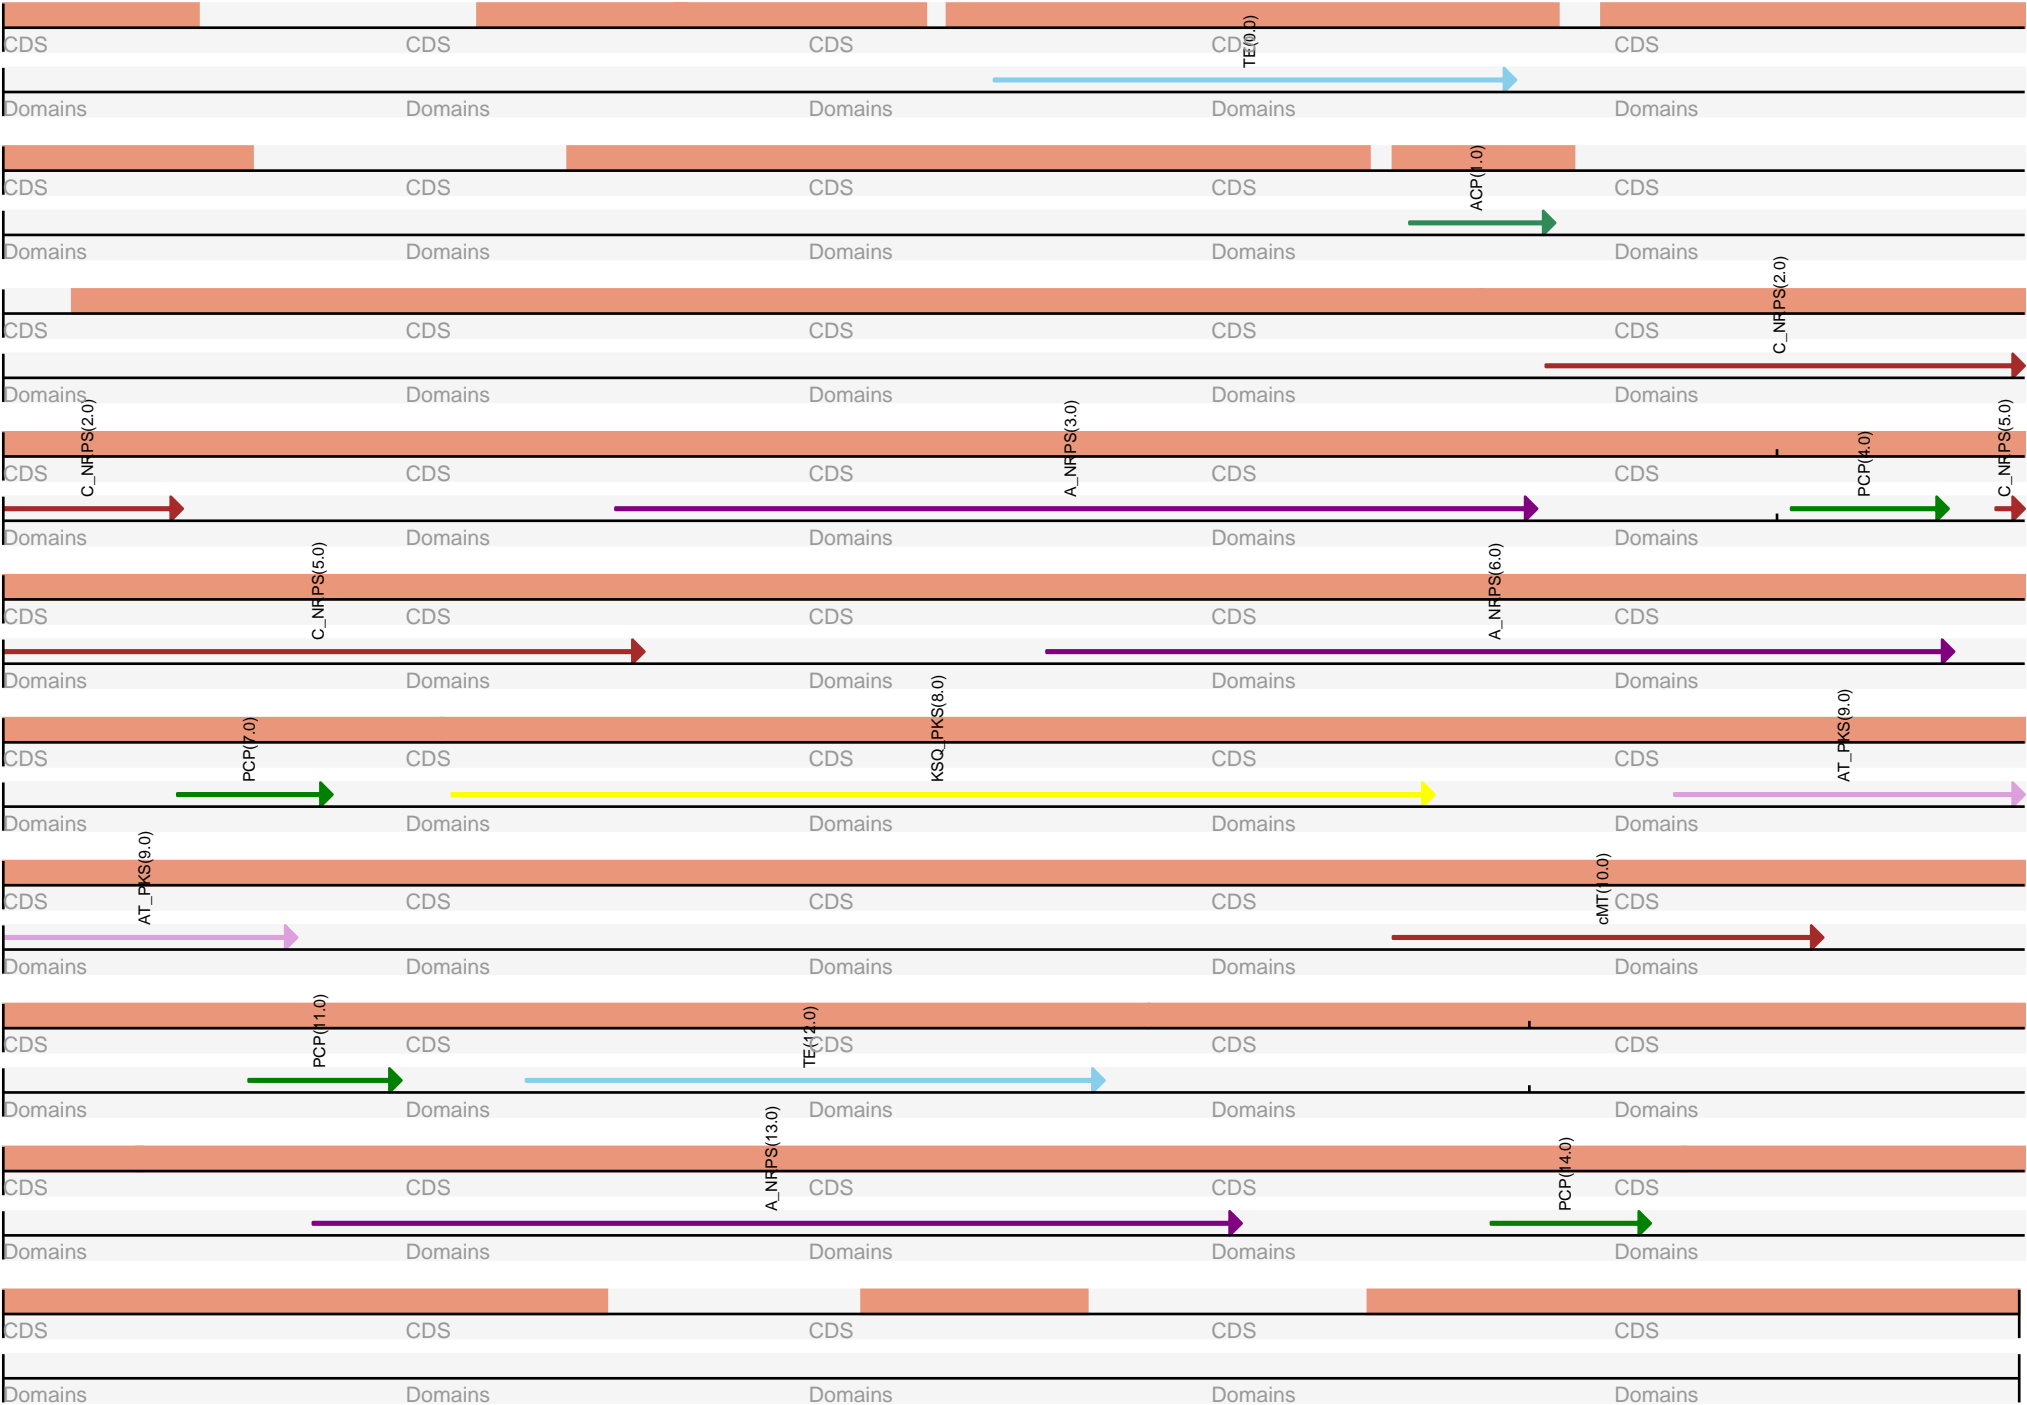 CDS CDS CDS CDS CDS
TE(0.0)
Domains Domains Domains Domains Domains
CDS CDS CDS CDS CDS
ACP(1.0)
Domains Domains Domains Domains Domains
CDS CDS CDS CDS CDS
C_NRPS(2.0)
Domains Domains Domains Domains Domains
C_NRPS(2.0) A_NRPS(3.0) PCP(4.0) C_NRPS(5.0)
CDS CDS CDS CDS CDS
Domains Domains Domains Domains Domains
C_NRPS(5.0) A_NRPS(6.0)
CDS CDS CDS CDS CDS
Domains Domains Domains Domains Domains
PCP(7.0) KSQ_PKS(8.0) AT_PKS(9.0)
CDS CDS CDS CDS CDS
Domains Domains Domains Domains Domains
AT_PKS(9.0) cMT(10.0)
CDS CDS CDS CDS CDS
Domains Domains Domains Domains Domains
PCP(11.0) TE(12.0)
CDS CDS CDS CDS CDS
Domains Domains Domains Domains Domains
A_NRPS(13.0) PCP(14.0)
CDS CDS CDS CDS CDS
Domains Domains Domains Domains Domains
CDS CDS CDS CDS CDS
Domains Domains Domains Domains Domains